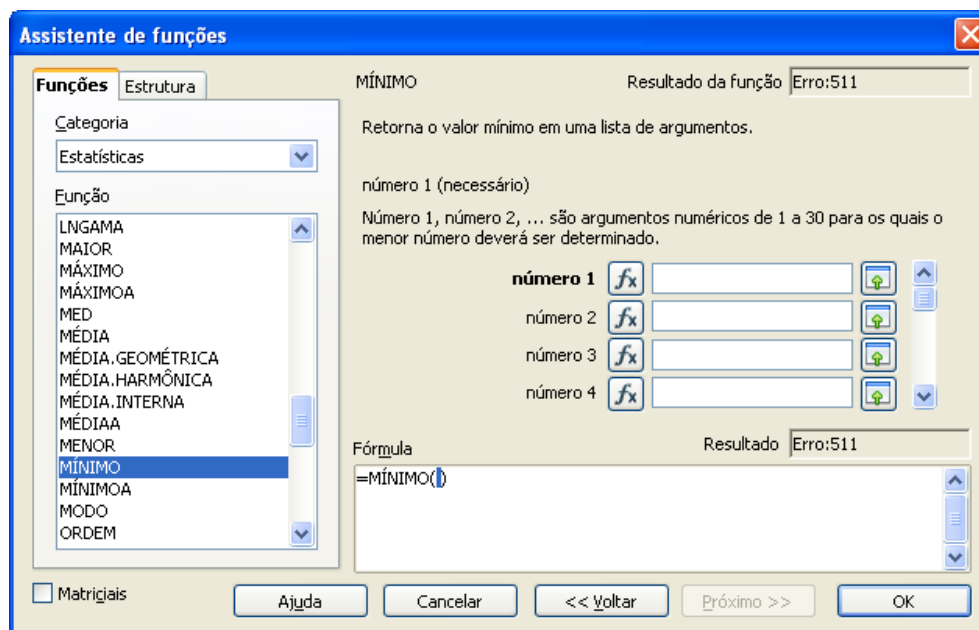 Assistente de funções
Funções
Estrutura
Categoria
Estatísticas
Função
LNGAMA
MAIOR
MÁXIMO
MÁXIMOA
MED
MÉDIA
MÉDIA.GEOMÉTRICA
MÉDIA.HARMÔNICA
MÉDIA.INTERNA
MÉDIAA
MENOR
MÍNIMO
MÍNIMOA
MODO
ORDEM
MÍNIMO
Resultado da função Erro:511
Retorna o valor mínimo em uma lista de argumentos.
número 1 (necessário)
Número 1, número 2, ... são argumentos numéricos de 1 a 30 para os quais o
menor número deverá ser determinado.
número 1 fx
número 2 fx
número 3 fx
número 4 fx
Fórmula
Resultado Erro:511
=MÍNIMO()
Matriciais
Ajuda
Cancelar
<< Voltar
Próximo >>
OK